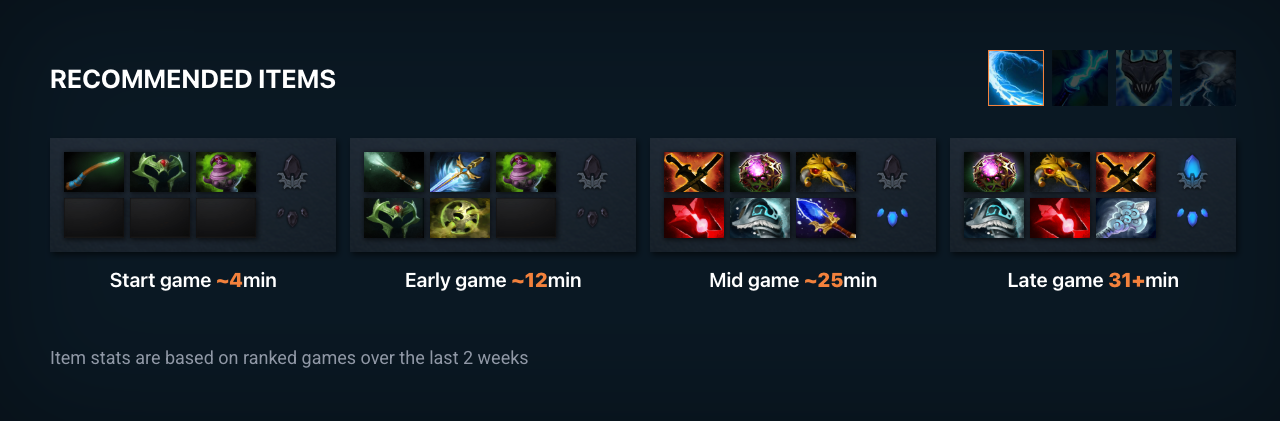 RECOMMENDED ITEMS
Start game ~4min
Early game ~12min
Mid game ~25min
Late game 31+min
Item stats are based on ranked games over the last 2 weeks